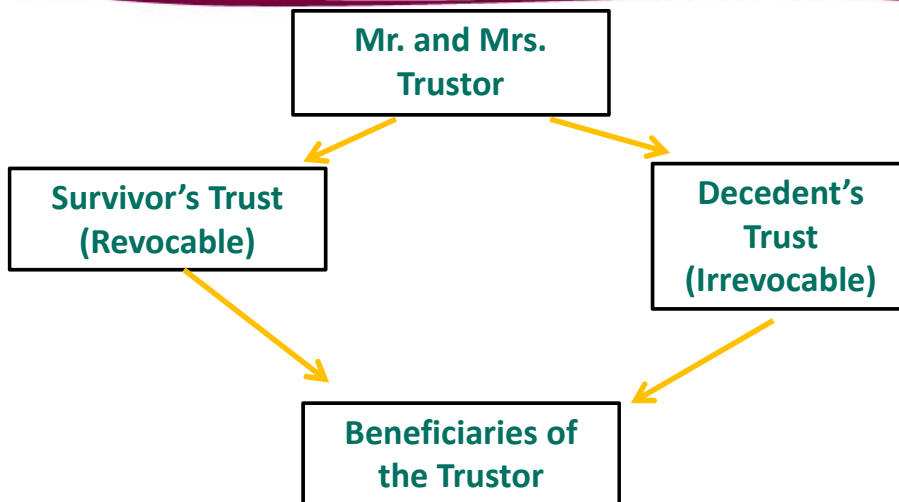 Mr. and Mrs.
Trustor
Survivor’s Trust
(Revocable)
Decedent’s
Trust
(Irrevocable)
Beneficiaries of
the Trustor